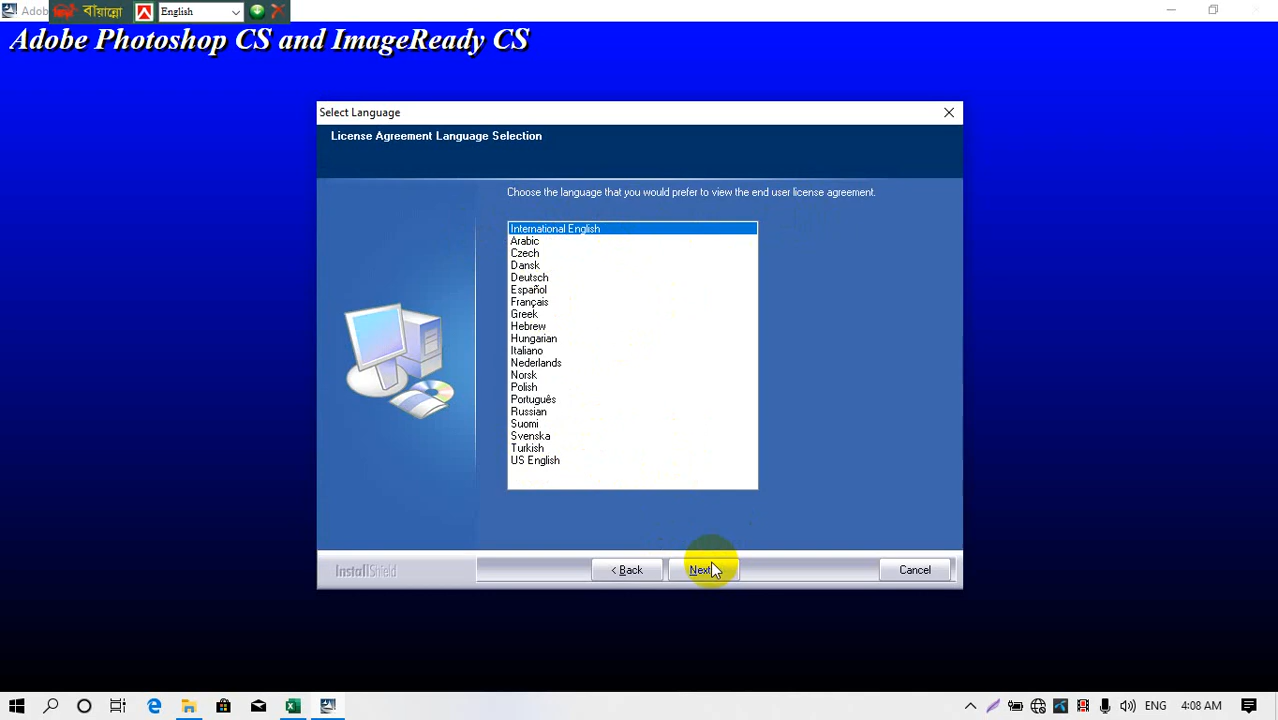 Adob
বায়ান্নো
English
Adobe Photoshop CS and ImageReady CS
Select Language
License Agreement Language Selection
Choose the language that you would prefer to view the end user license agreement.
International English
Arabic
Czech
Dansk
Deutsch
Español
Français
Greek
Hebrew
Hungarian
Italiano
Nederlands
Norsk
Polish
Português
Russian
Suomi
Svenska
Turkish
US English
InstallShield
< Back
Next
Cancel
ENG
4:08 AM